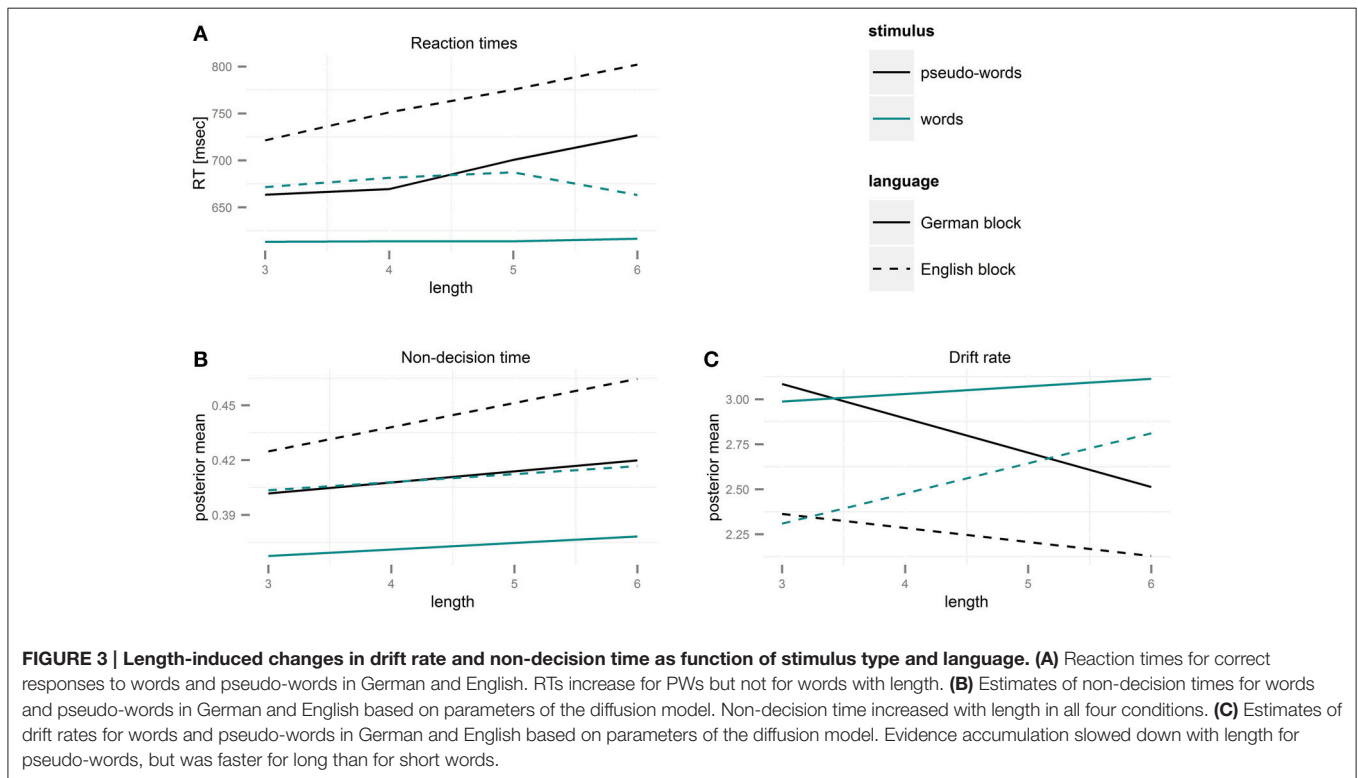 A
Reaction times
800
750
700
650
RT [msec]
3 4 5 6
length
stimulus
pseudo-words
words
language
German block
English block
B
Non-decision time
0.45
0.42
0.39
posterior mean
3 4 5 6
length
C
Drift rate
3.00
2.75
2.50
2.25
posterior mean
3 4 5 6
length
FIGURE 3 | Length-induced changes in drift rate and non-decision time as function of stimulus type and language. (A) Reaction times for correct
responses to words and pseudo-words in German and English. RTs increase for PWs but not for words with length. (B) Estimates of non-decision times for words
and pseudo-words in German and English based on parameters of the diffusion model. Non-decision time increased with length in all four conditions. (C) Estimates of
drift rates for words and pseudo-words in German and English based on parameters of the diffusion model. Evidence accumulation slowed down with length for
pseudo-words, but was faster for long than for short words.